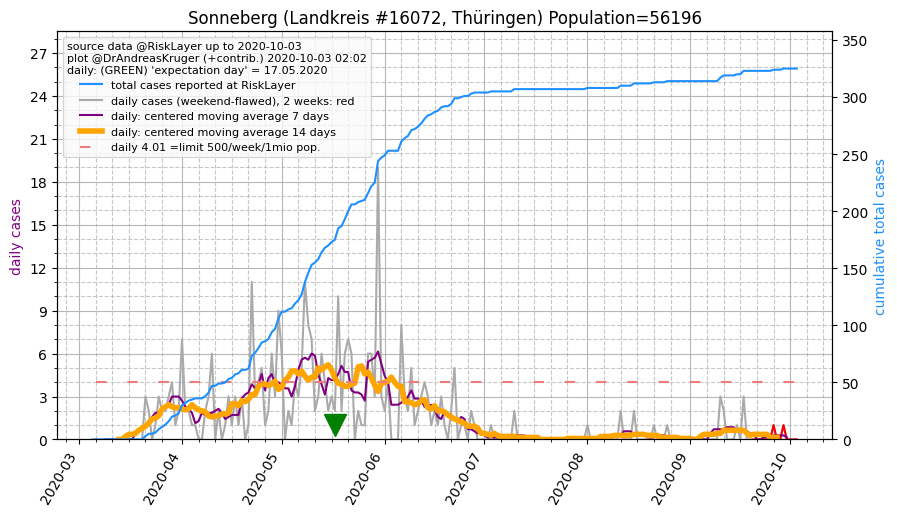 Sonneberg (Landkreis #16072, Thüringen) Population=56196
source data @RiskLayer up to 2020-10-03
plot @DrAndreasKruger (+contrib.) 2020-10-03 02:02
daily: (GREEN) 'expectation day' = 17.05.2020
total cases reported at RiskLayer
daily cases (weekend-flawed), 2 weeks: red
daily: centered moving average 7 days
daily: centered moving average 14 days
daily 4.01 =limit 500/week/1mio pop.
daily cases
27
24
21
18
15
12
9
6
3
0
350
300
250
200
150
100
50
0
cumulative total cases
2020-03
2020-04
2020-05
2020-06
2020-07
2020-08
2020-09
2020-10